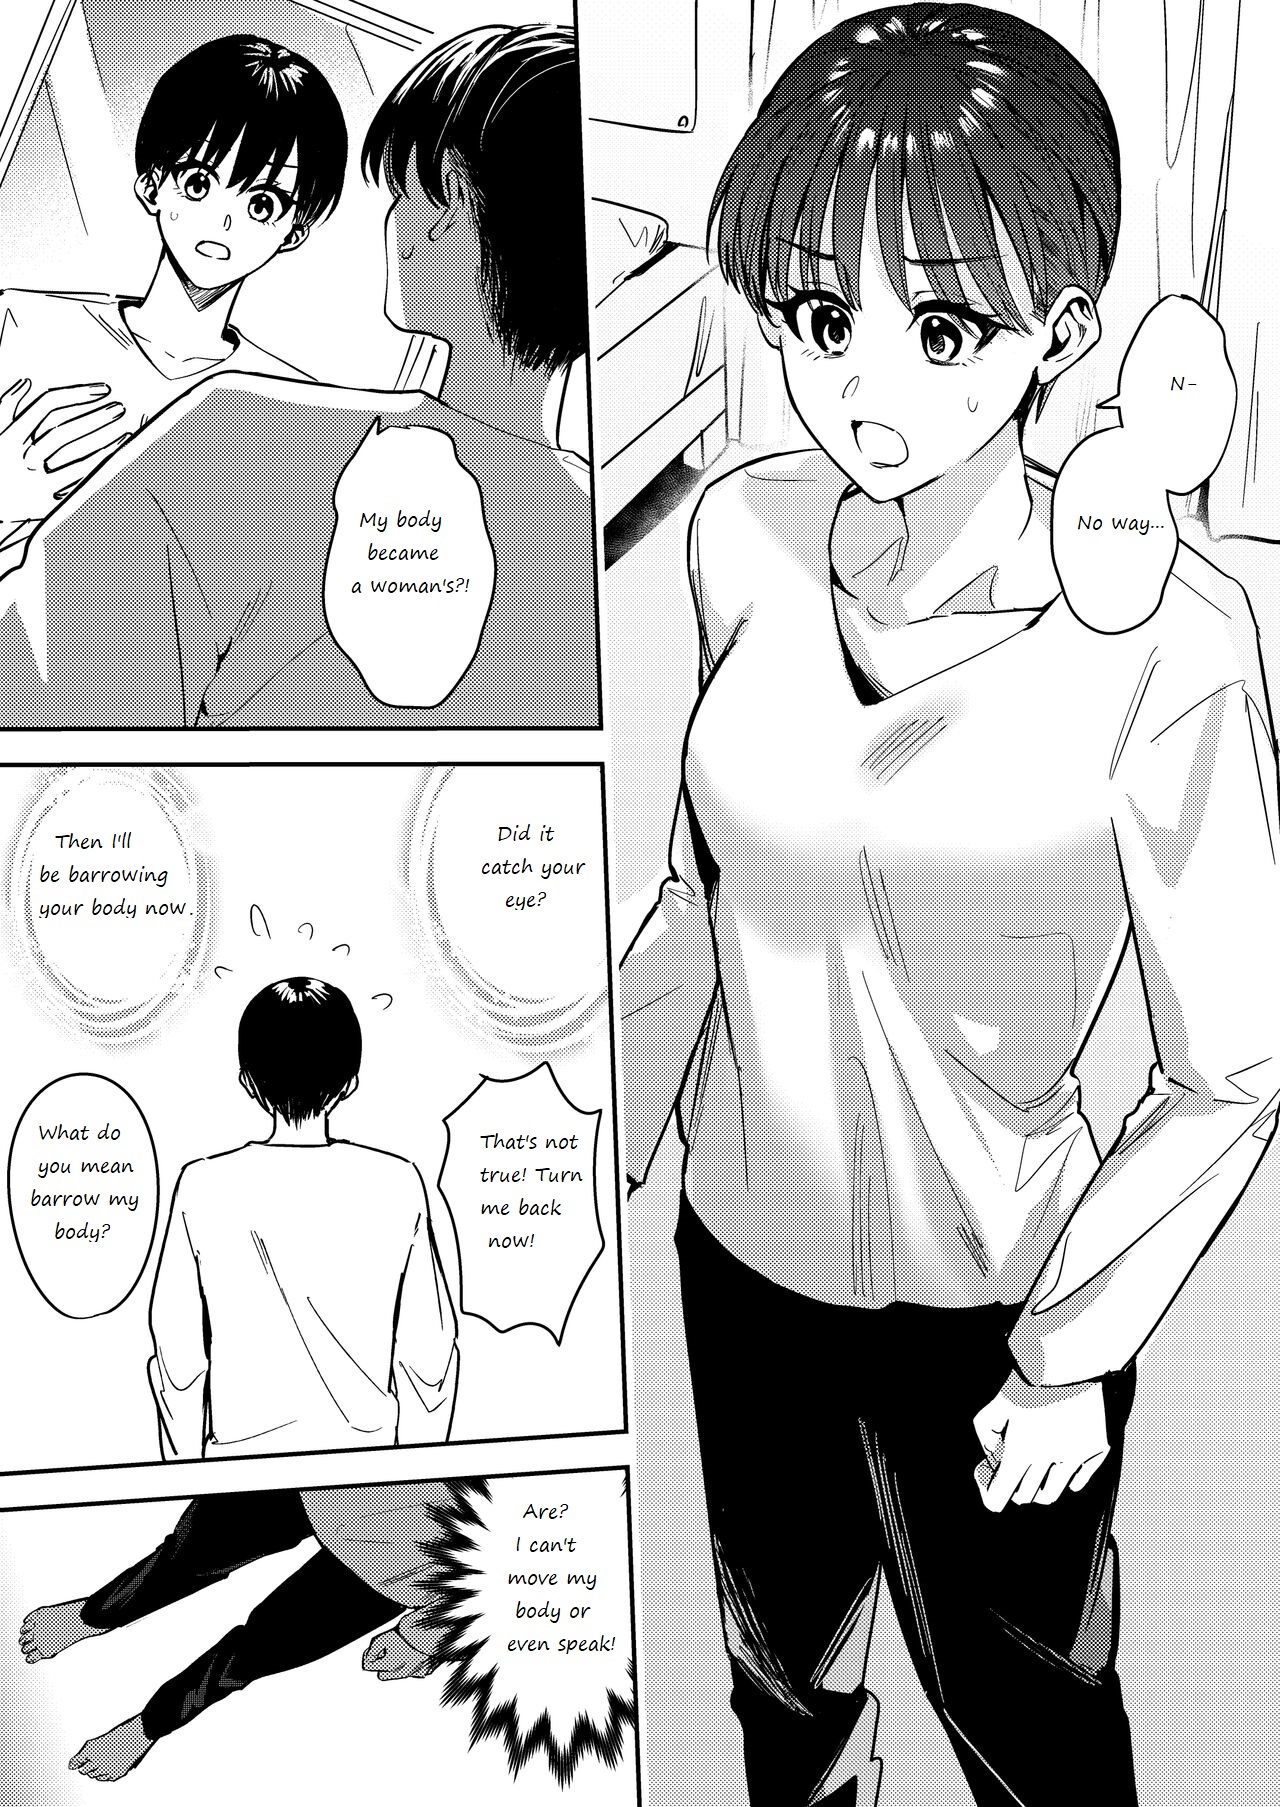 N-
No way...
My body
became
a woman's?!
Did it
catch your
eye?
Then I'll
be barrowing
your body now.
That's not
true! Turn
me back
now!
What do
you mean
barrow my
body?
Are?
I can't
move my
body or
even speak!